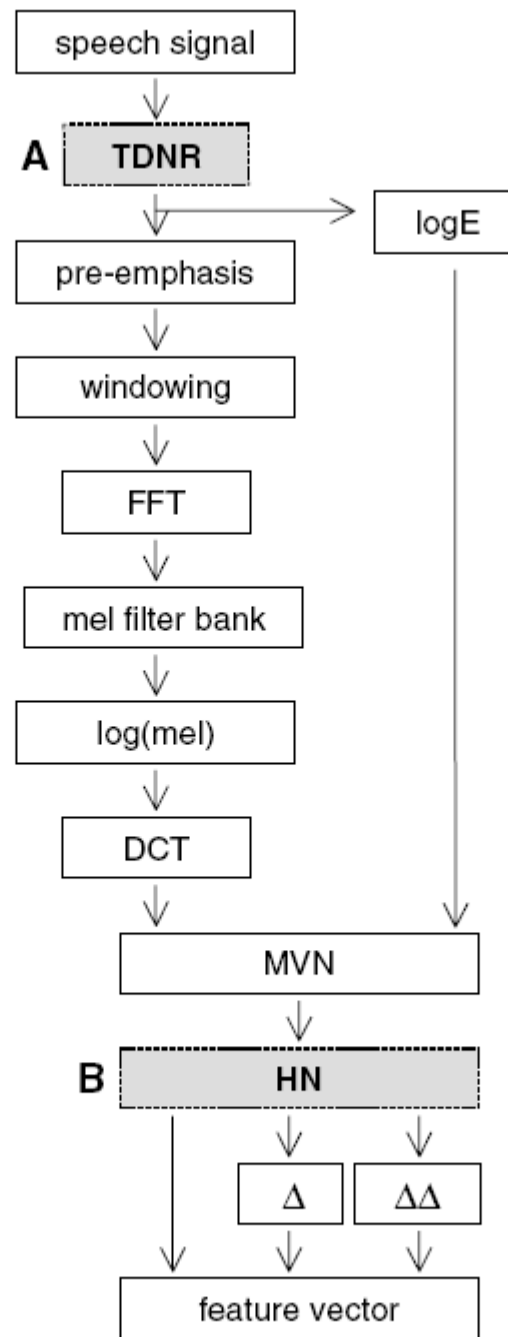 speech signal
A TDNR
logE
pre-emphasis
windowing
FFT
mel filter bank
log(mel)
DCT
MVN
B HN
Δ ΔΔ
feature vector